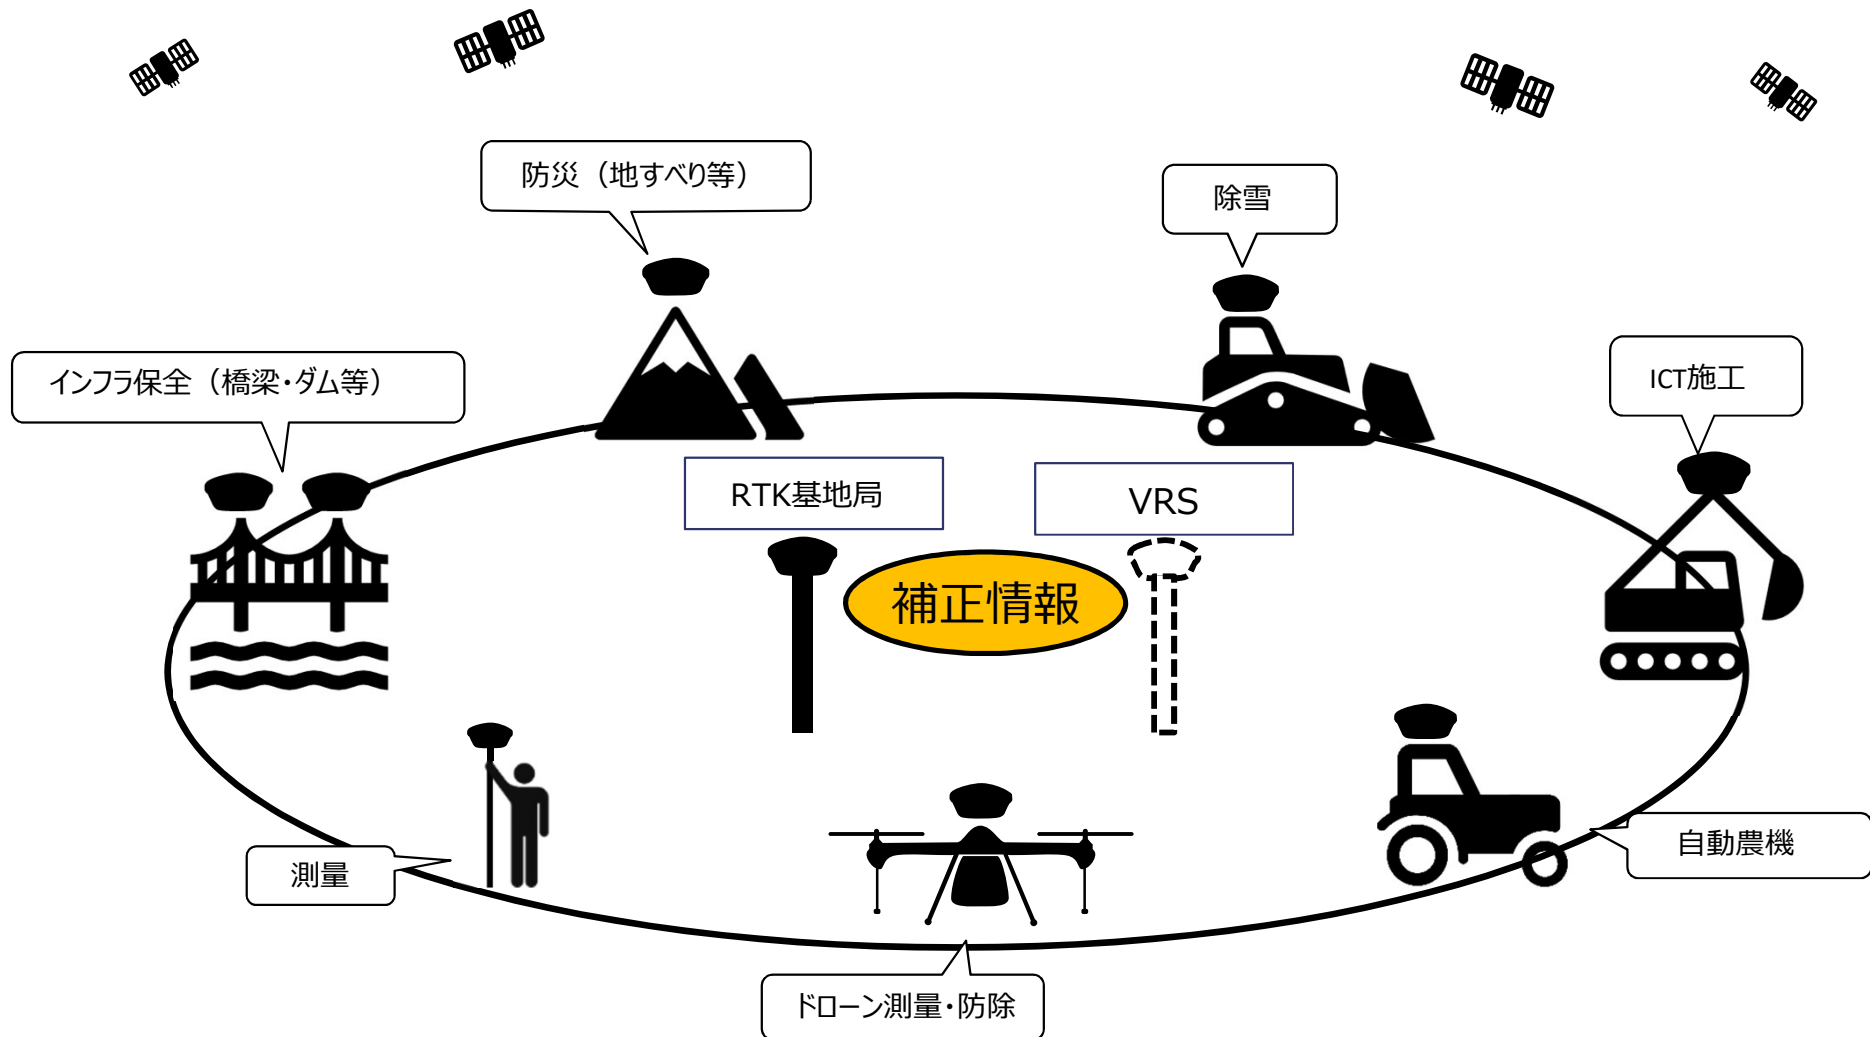 防災（地すべり等）
除雪
インフラ保全（橋梁・ダム等）
ICT施工
RTK基地局
VRS
補正情報
自動農機
測量
ドローン測量・防除